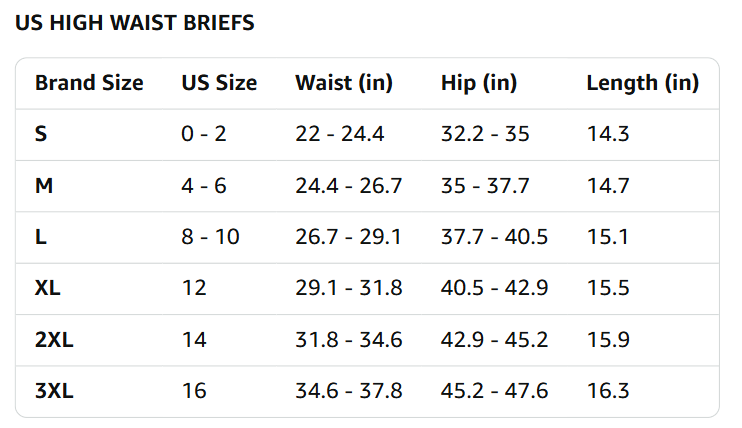 US HIGH WAIST BRIEFS
Brand Size US Size Waist (in) Hip (in) Length (in)
S 0 - 2 22 - 24.4 32.2 - 35 14.3
M 4 - 6 24.4 - 26.7 35 - 37.7 14.7
L 8 - 10 26.7 - 29.1 37.7 - 40.5 15.1
XL 12 29.1 - 31.8 40.5 - 42.9 15.5
2XL 14 31.8 - 34.6 42.9 - 45.2 15.9
3XL 16 34.6 - 37.8 45.2 - 47.6 16.3